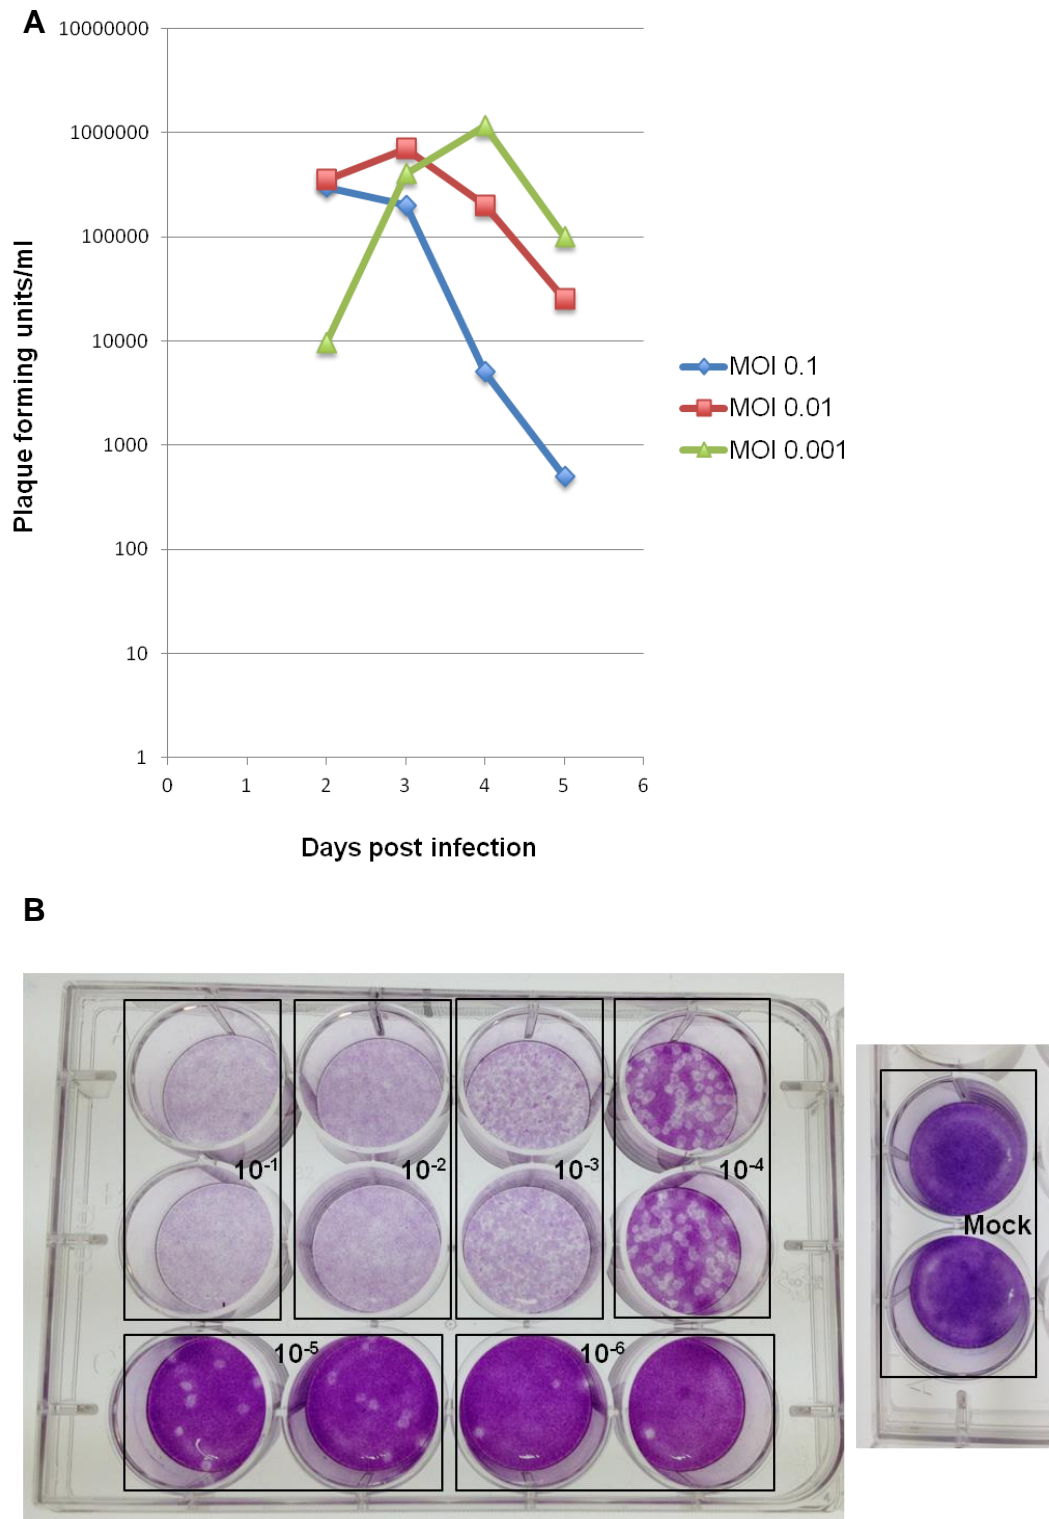 A
10000000
1000000
100000
10000
1000
100
10
1
0 1 2 3 4 5 6
Plaque forming units/ml
Days post infection
MOI 0.1
MOI 0.01
MOI 0.001
B
10-1 10-2 10-3 10-4
Mock
10-5 10-6